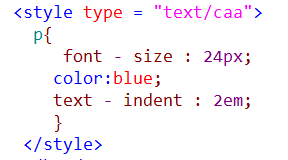 <style type = "text/caa">
p{
font - size : 24px;
color:blue;
text - indent : 2em;
}
</style>